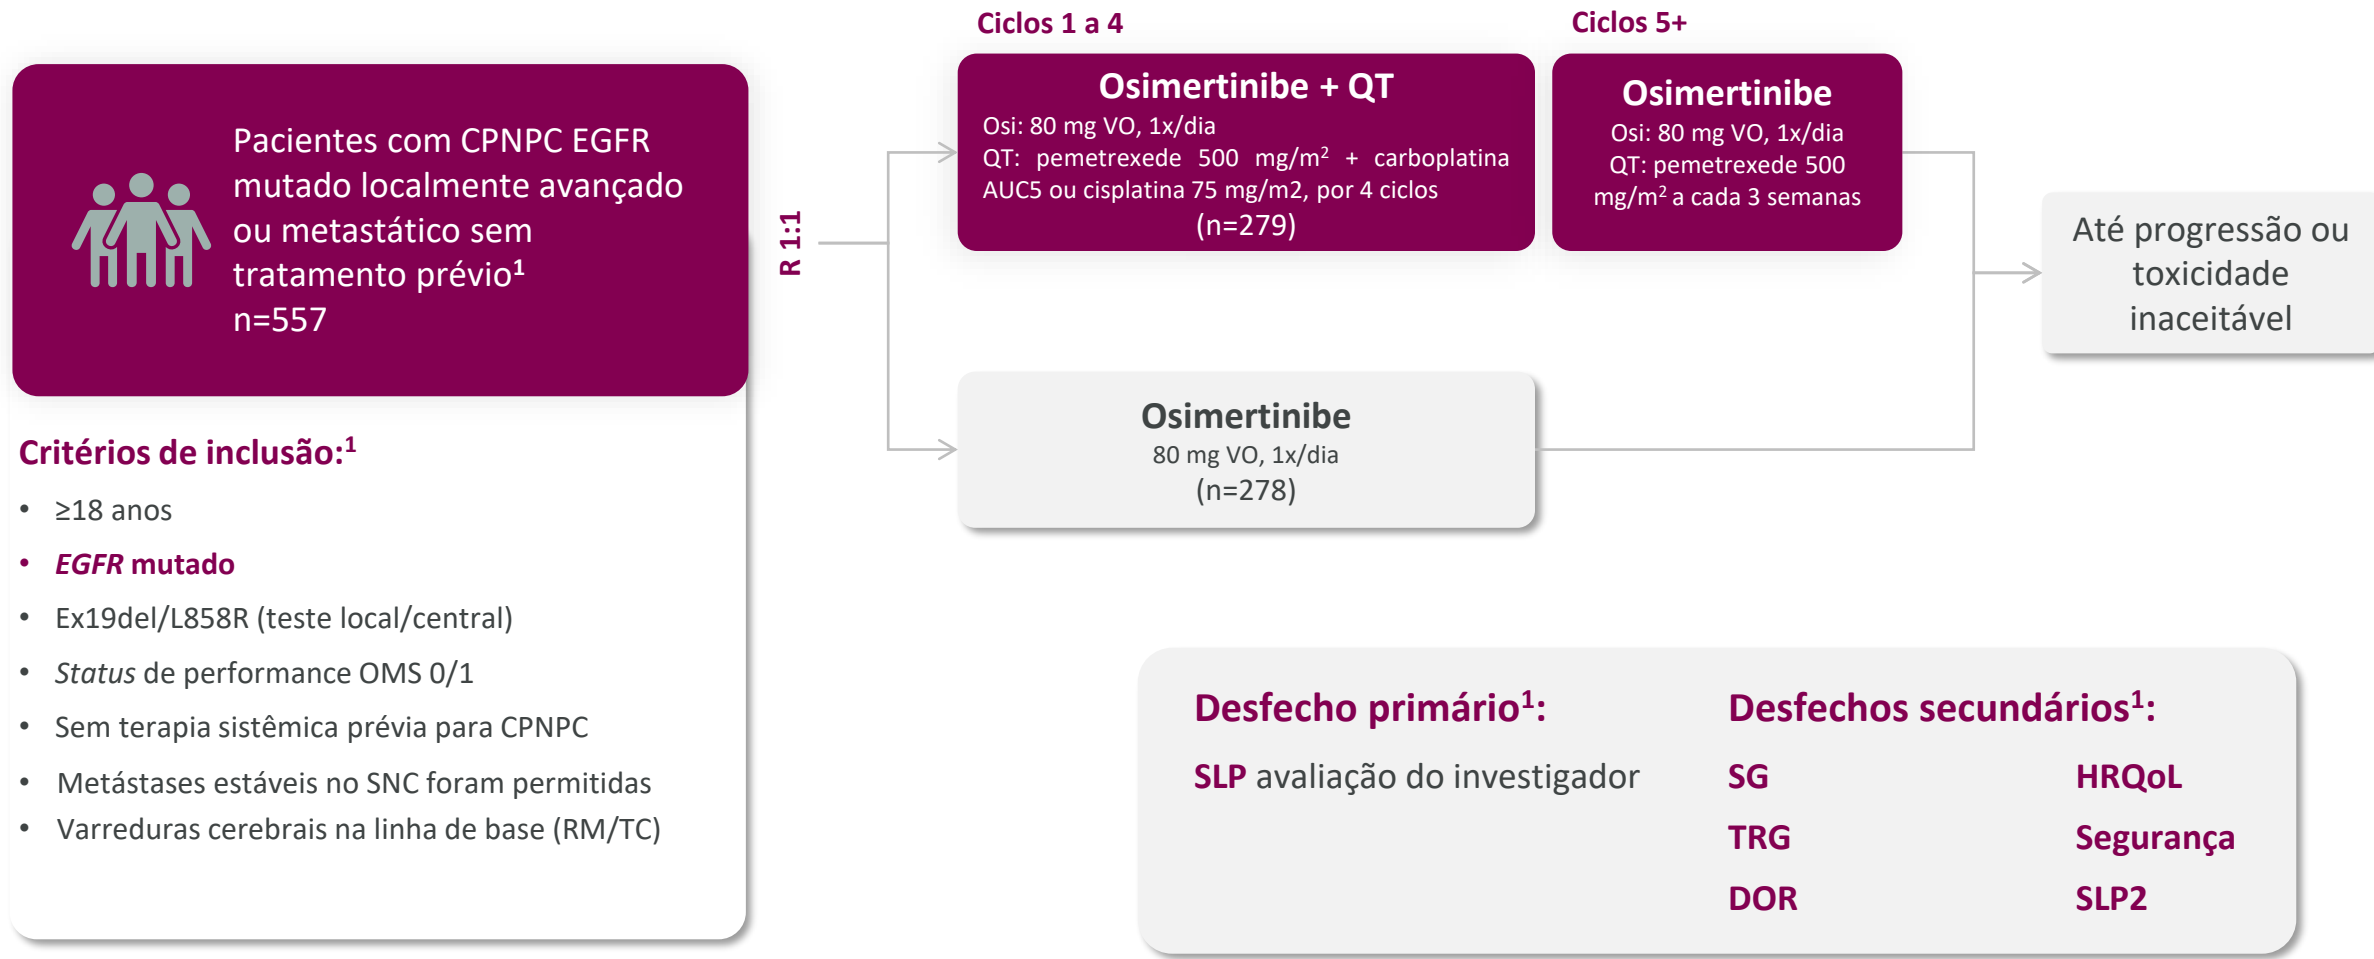 Pacientes com CPNPC EGFR
mutado localmente avançado
ou metastático sem
tratamento prévio¹
n=557
Critérios de inclusão:¹
• ≥18 anos
• EGFR mutado
• Ex19del/L858R (teste local/central)
• Status de performance OMS 0/1
• Sem terapia sistêmica prévia para CPNPC
• Metástases estáveis no SNC foram permitidas
• Varreduras cerebrais na linha de base (RM/TC)
R 1:1
Ciclos 1 a 4
Osimertinibe + QT
Osi: 80 mg VO, 1x/dia
QT: pemetrexede 500 mg/m² + carboplatina
AUC5 ou cisplatina 75 mg/m2, por 4 ciclos
(n=279)
Ciclos 5+
Osimertinibe
Osi: 80 mg VO, 1x/dia
QT: pemetrexede 500
mg/m² a cada 3 semanas
Osimertinibe
80 mg VO, 1x/dia
(n=278)
Até progressão ou
toxicidade
inaceitável
Desfecho primário¹:
SLP avaliação do investigador
Desfechos secundários¹:
SG
TRG
DOR
HRQoL
Segurança
SLP2